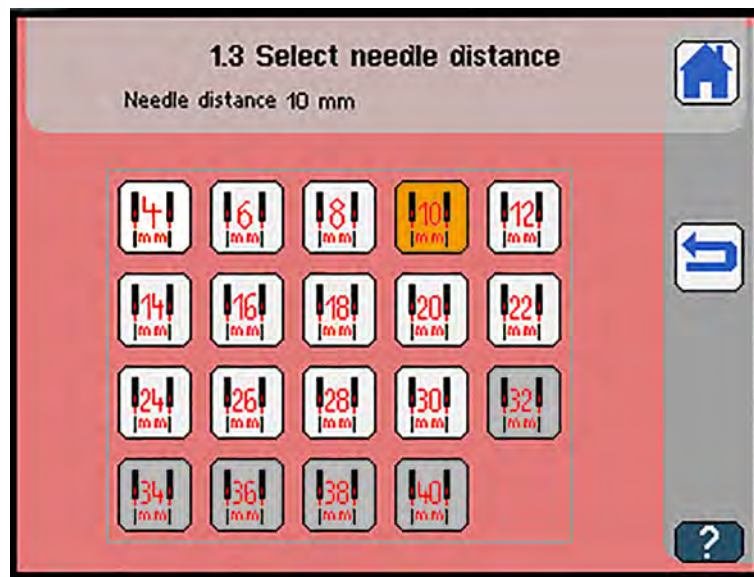 1.3 Select needle distance
Needle distance 10 mm
4 6 8 10 12
mm mm mm mm mm
14 16 18 20 22
mm mm mm mm mm
24 26 28 30 32
mm mm mm mm mm
34 36 38 40
mm mm mm mm
?